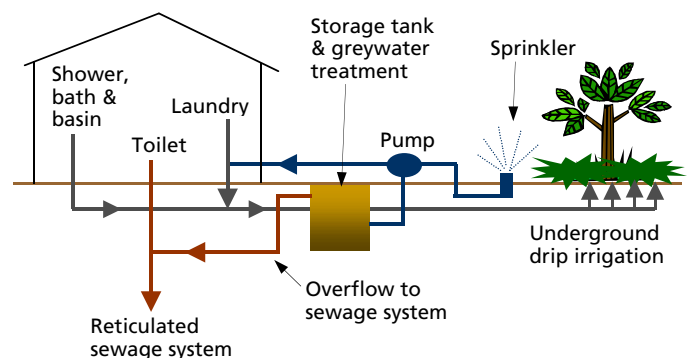 Storage tank
& greywater
treatment
Sprinkler
Shower,
bath &
basin
Laundry
Toilet
Pump
Underground
drip irrigation
Overflow to
sewage system
Reticulated
sewage system